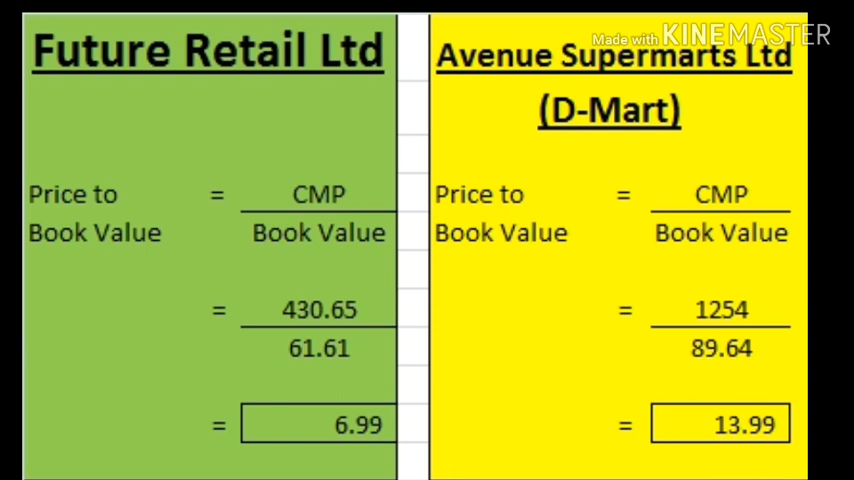 Made with KINEMASTER
Future Retail Ltd
Price to = CMP
Book Value Book Value
= 430.65
61.61
= 6.99
Avenue Supermarts Ltd
(D-Mart)
Price to = CMP
Book Value Book Value
= 1254
89.64
= 13.99